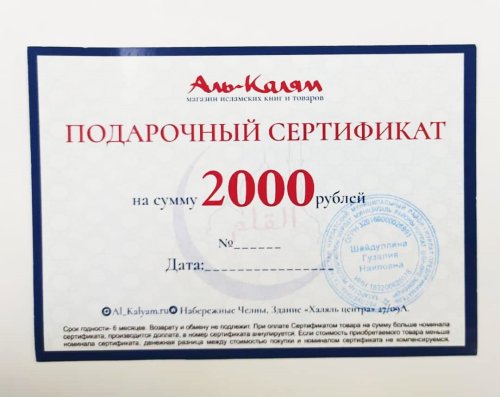 Аль-Калям
магазин исламских книг и товаров
ПОДАРОЧНЫЙ СЕРТИФИКАТ
на сумму 2000 рублей
القلم
№______
Дата:______________
Шайдуллина
Гузалия
Наиповна
Al_Kalyam.ru Набережные Челны, Здание «Халяль центра» 27/09А.
Срок годности- 6 месяцев. Возврату и обмену не подлежит. При оплате Сертификатом товара на сумму больше номинала
сертификата, производится доплата, а номер сертификата аннулируется. Если стоимость приобретаемого товара меньше
номинала сертификата, денежная разница между стоимостью покупки и номиналом сертификата не компенсируется.